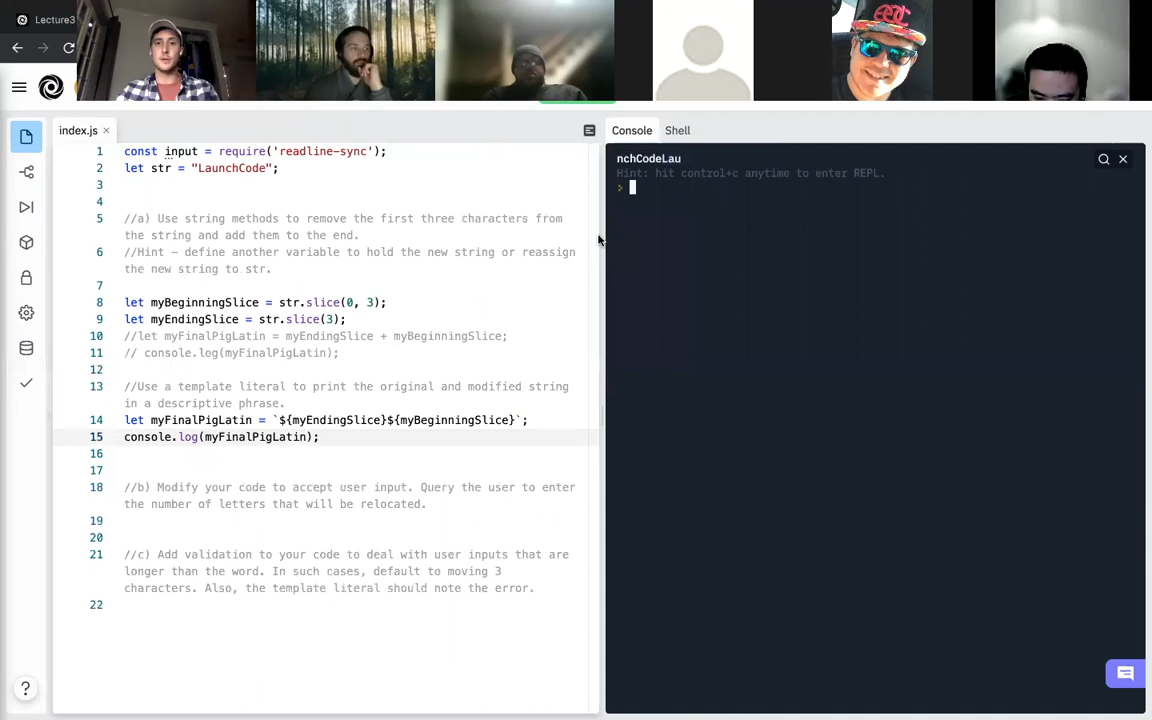 Lecture3
EDC
index.js ×
Console
Shell
1 const input = require('readline-sync');
2 let str = "LaunchCode";
3
4
5 //a) Use string methods to remove the first three characters from
the string and add them to the end.
6 //Hint – define another variable to hold the new string or reassign
the new string to str.
7
8 let myBeginningSlice = str.slice(0, 3);
9 let myEndingSlice = str.slice(3);
10 //let myFinalPigLatin = myEndingSlice + myBeginningSlice;
11 // console.log(myFinalPigLatin);
12
13 //Use a template literal to print the original and modified string
in a descriptive phrase.
14 let myFinalPigLatin = `${myEndingSlice}${myBeginningSlice}`;
15 console.log(myFinalPigLatin);
16
17
18 //b) Modify your code to accept user input. Query the user to enter
the number of letters that will be relocated.
19
20
21 //c) Add validation to your code to deal with user inputs that are
longer than the word. In such cases, default to moving 3
characters. Also, the template literal should note the error.
22
nchCodeLau
Hint: hit control+c anytime to enter REPL.
>
?